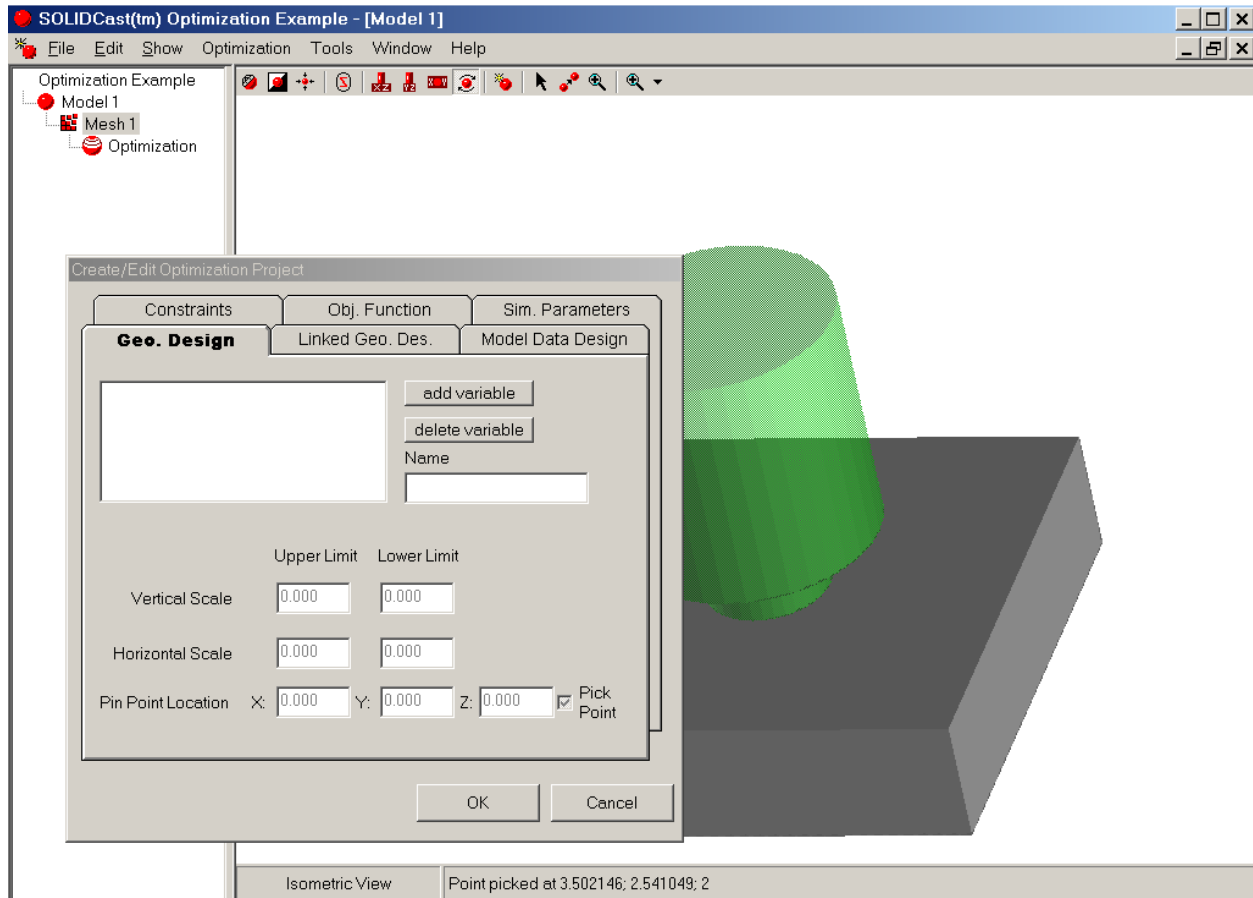 SOLIDCast(tm) Optimization Example - [Model 1]
File Edit Show Optimization Tools Window Help
Optimization Example
Model 1
Mesh 1
Optimization
XZ YZ XY
Create/Edit Optimization Project
Constraints Obj. Function Sim. Parameters
Geo. Design Linked Geo. Des. Model Data Design
add variable
delete variable
Name
Upper Limit Lower Limit
Vertical Scale 0.000 0.000
Horizontal Scale 0.000 0.000
Pin Point Location X: 0.000 Y: 0.000 Z: 0.000 Pick Point
OK Cancel
Isometric View Point picked at 3.502146; 2.541049; 2